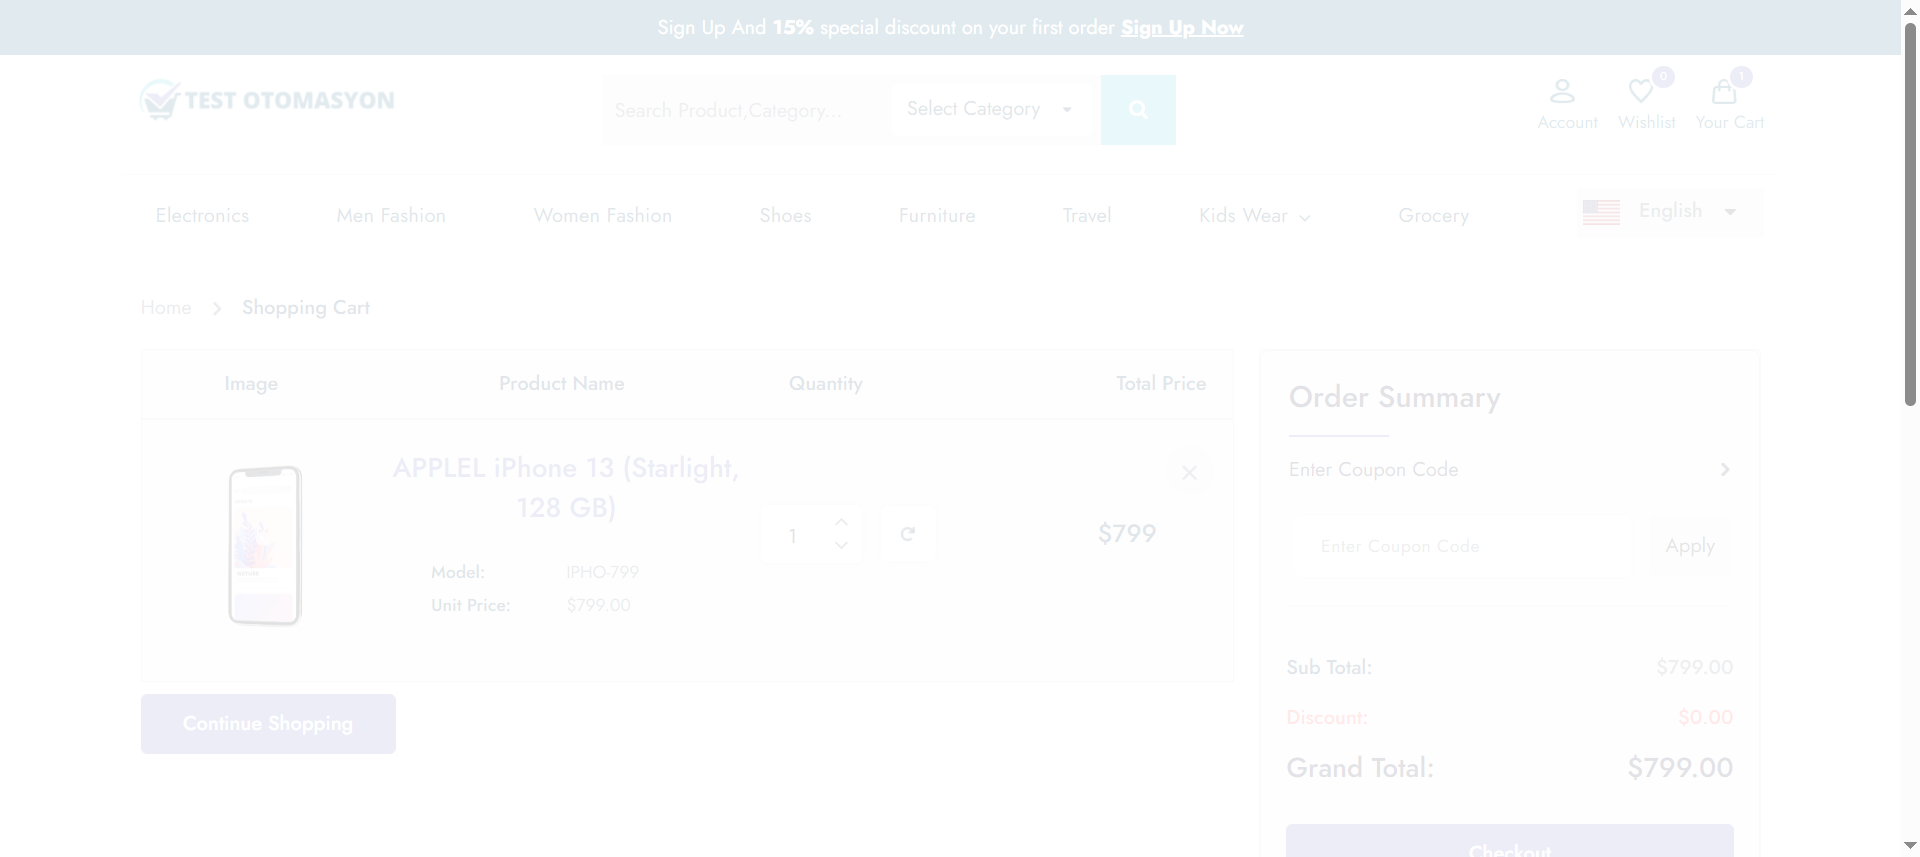 Sign Up And 15% special discount on your first order Sign Up Now
TEST OTOMASYON
Search Product,Category...
Select Category
0
1
Account
Wishlist
Your Cart
Electronics
Men Fashion
Women Fashion
Shoes
Furniture
Travel
Kids Wear
Grocery
English
Home
Shopping Cart
Image
Product Name
Quantity
Total Price
APPLEL iPhone 13 (Starlight,
128 GB)
1
$799
Model:
IPHO-799
Unit Price:
$799.00
Continue Shopping
Order Summary
Enter Coupon Code
Enter Coupon Code
Apply
Sub Total:
$799.00
Discount:
$0.00
Grand Total:
$799.00
Checkout